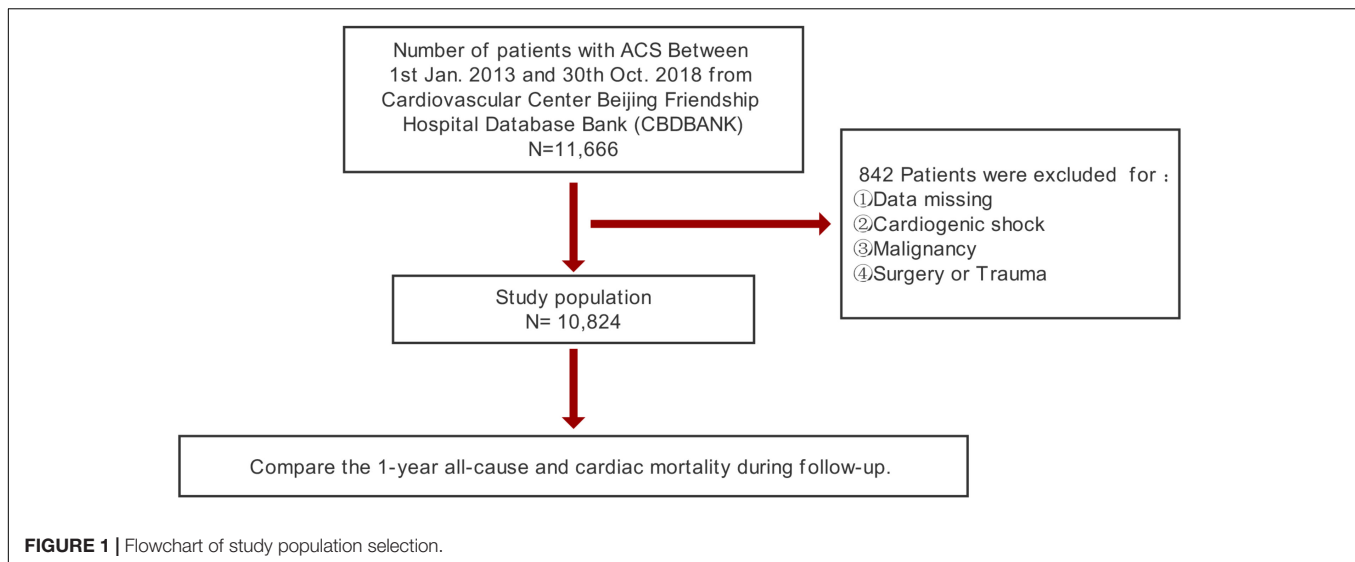 Number of patients with ACS Between
1st Jan. 2013 and 30th Oct. 2018 from
Cardiovascular Center Beijing Friendship
Hospital Database Bank (CBDBANK)
N=11,666
842 Patients were excluded for :
①Data missing
②Cardiogenic shock
③Malignancy
④Surgery or Trauma
Study population
N= 10,824
Compare the 1-year all-cause and cardiac mortality during follow-up.
FIGURE 1 | Flowchart of study population selection.